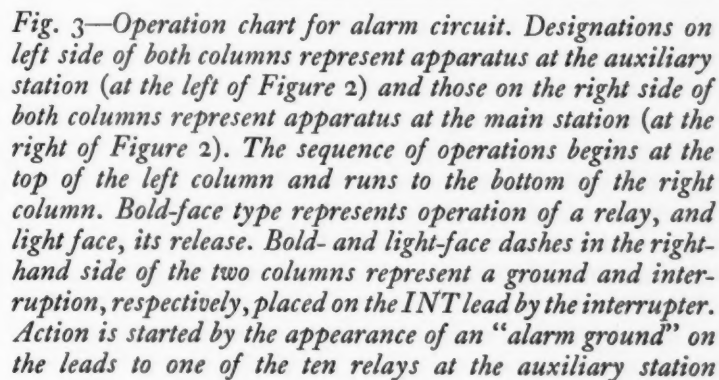 Fig. 3—Operation chart for alarm circuit. Designations on
left side of both columns represent apparatus at the auxiliary
station (at the left of Figure 2) and those on the right side of
both columns represent apparatus at the main station (at the
right of Figure 2). The sequence of operations begins at the
top of the left column and runs to the bottom of the right
column. Bold-face type represents operation of a relay, and
light face, its release. Bold- and light-face dashes in the right-
hand side of the two columns represent a ground and inter-
ruption, respectively, placed on the INT lead by the interrupter.
Action is started by the appearance of an "alarm ground" on
the leads to one of the ten relays at the auxiliary station